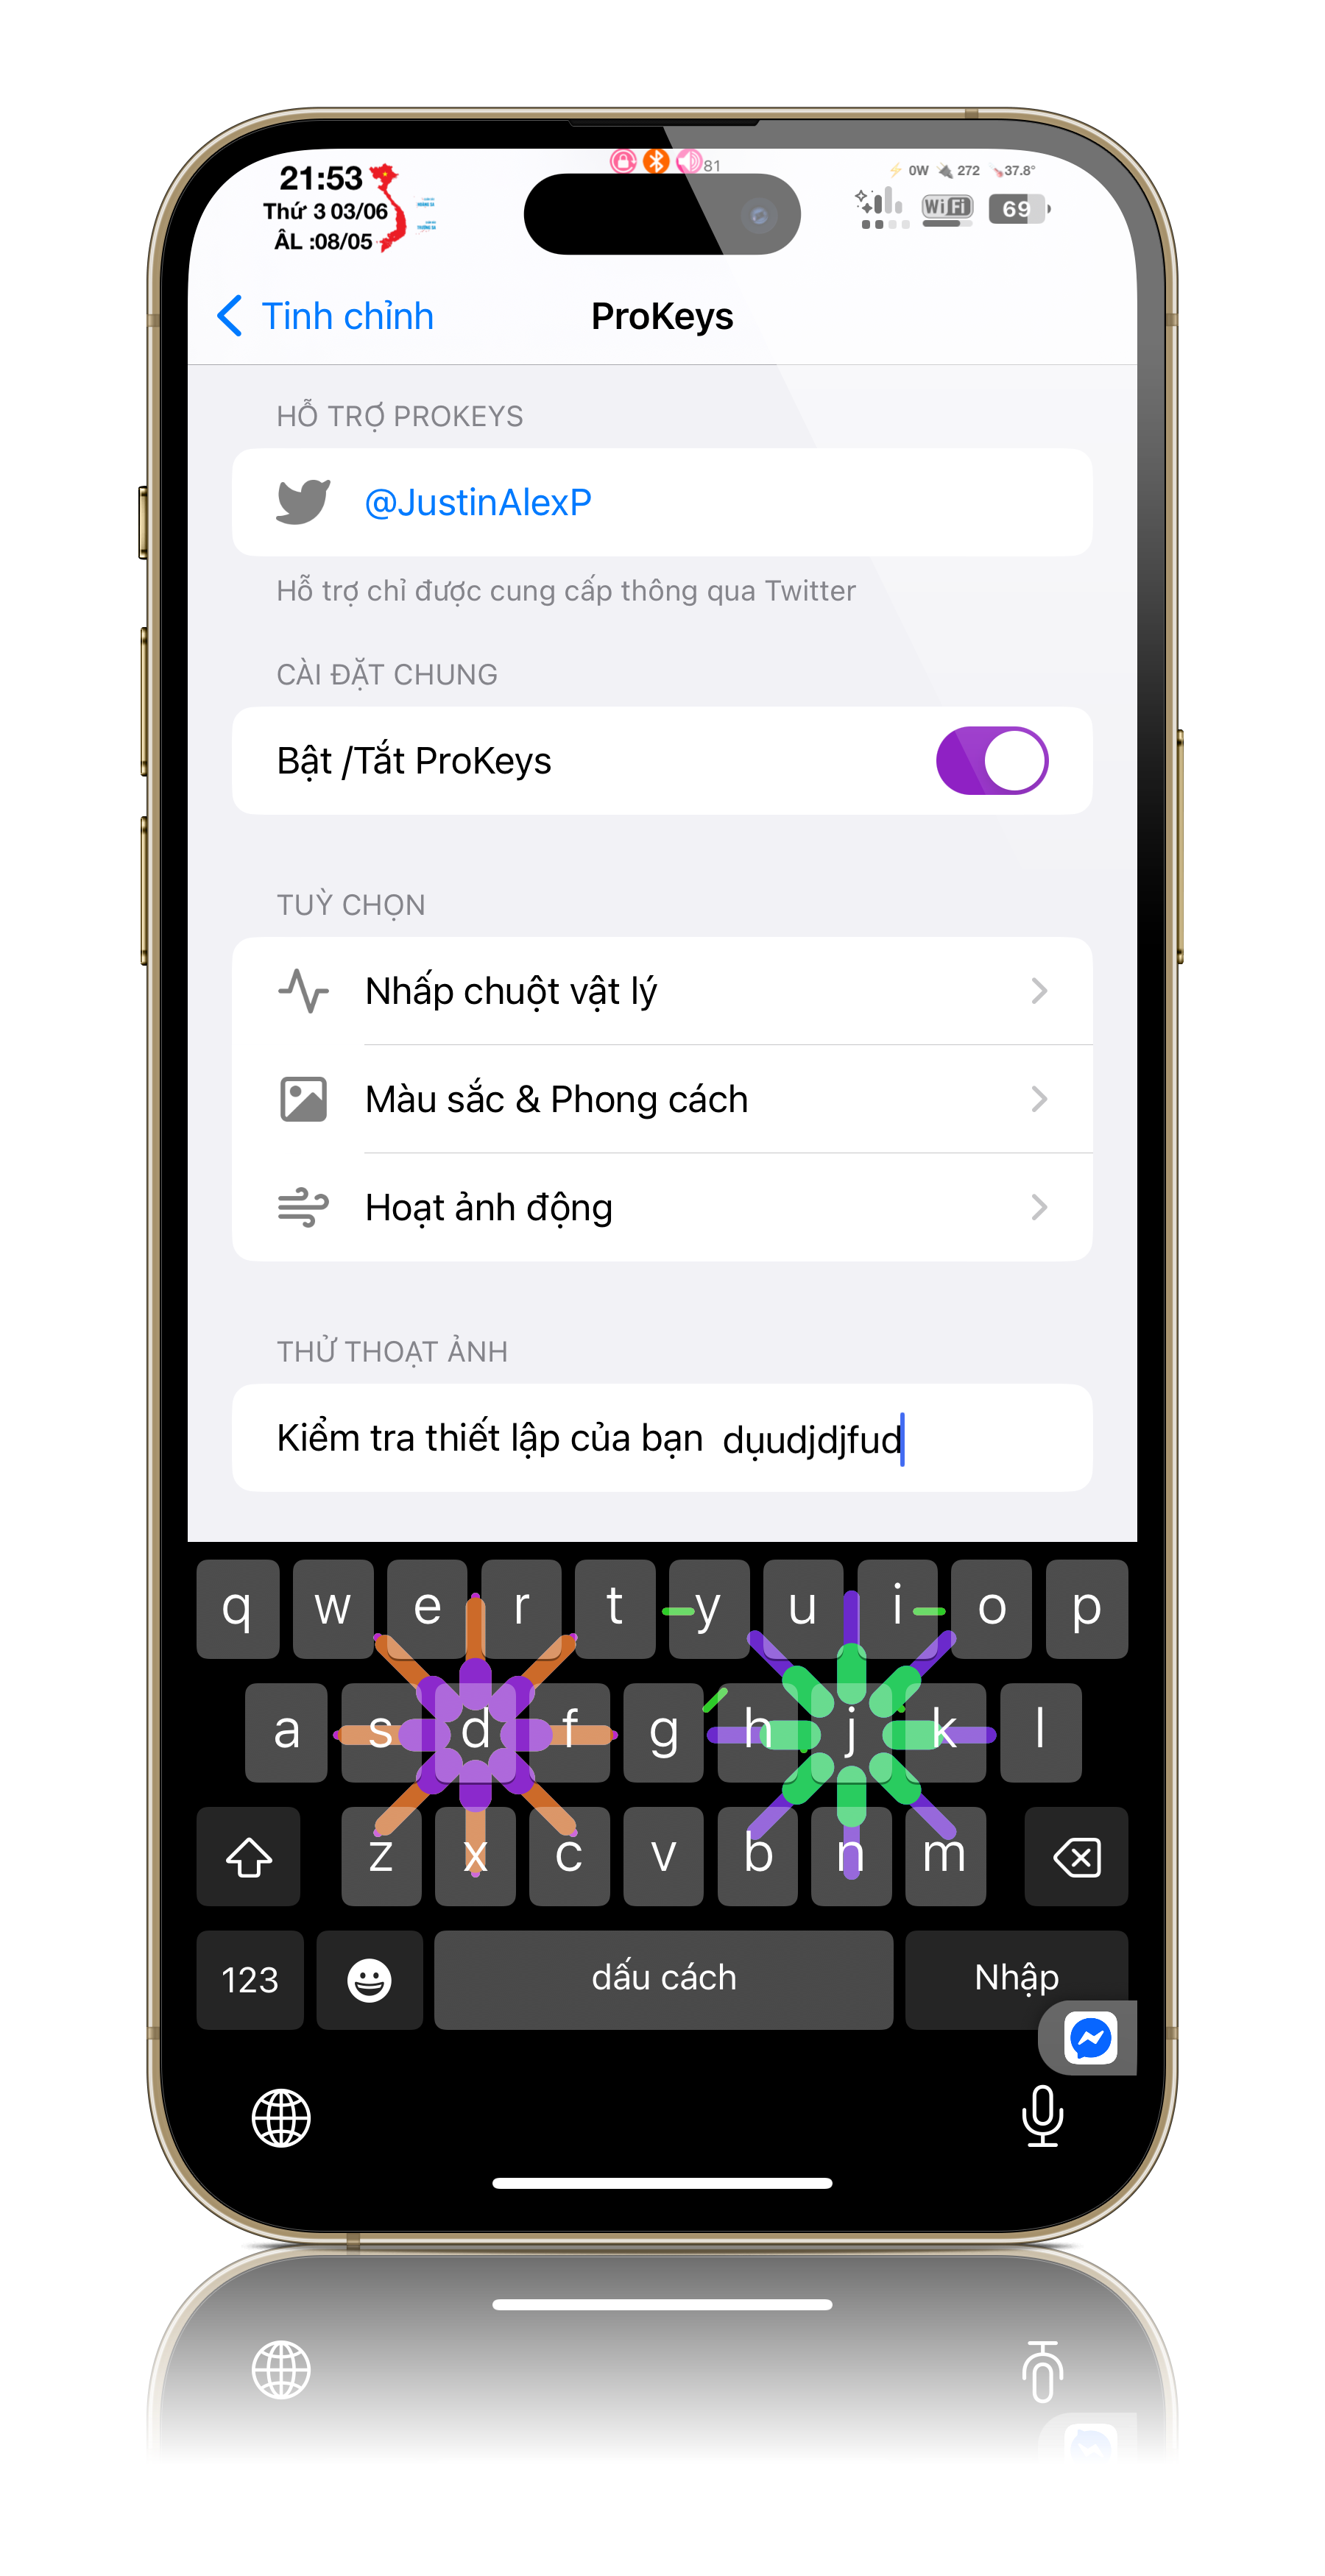 21:53
Thứ 3 03/06
ÂL :08/05
81
0W 272 37.8°
WiFi
69
Tinh chỉnh
ProKeys
HỖ TRỢ PROKEYS
@JustinAlexP
Hỗ trợ chỉ được cung cấp thông qua Twitter
CÀI ĐẶT CHUNG
Bật /Tắt ProKeys
TUỲ CHỌN
Nhấp chuột vật lý
Màu sắc & Phong cách
Hoạt ảnh động
THỬ THOẠT ẢNH
Kiểm tra thiết lập của bạn dụudjdjfud
q w e r t y u i o p
a s d f g h j k l
z x c v b n m
123 dấu cách Nhập